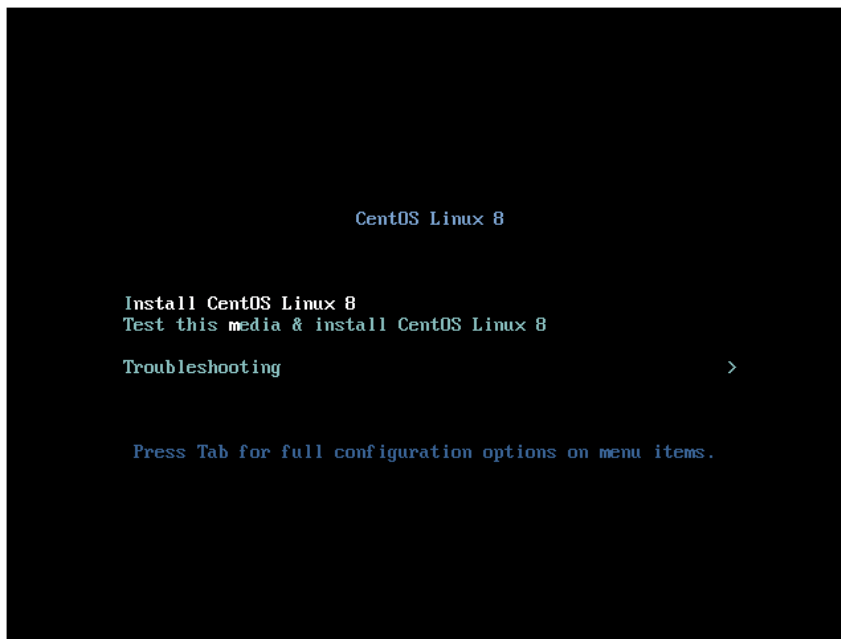 CentOS Linux 8
Install CentOS Linux 8
Test this media & install CentOS Linux 8
Troubleshooting >
Press Tab for full configuration options on menu items.